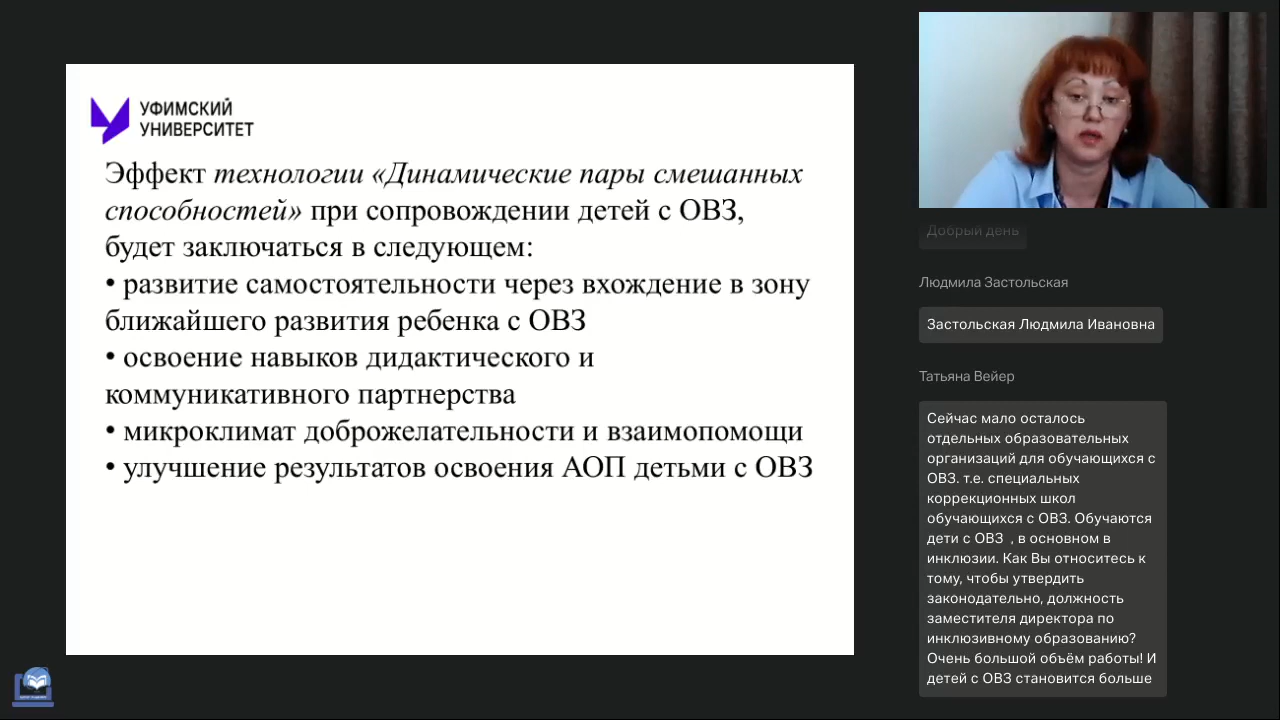 УФИМСКИЙ
УНИВЕРСИТЕТ
Эффект технологии «Динамические пары смешанных
способностей» при сопровождении детей с ОВЗ,
будет заключаться в следующем:
• развитие самостоятельности через вхождение в зону
ближайшего развития ребенка с ОВЗ
• освоение навыков дидактического и
коммуникативного партнерства
• микроклимат доброжелательности и взаимопомощи
• улучшение результатов освоения АОП детьми с ОВЗ
Добрый день
Людмила Застольская
Застольская Людмила Ивановна
Татьяна Вейер
Сейчас мало осталось
отдельных образовательных
организаций для обучающихся с
ОВЗ. т.е. специальных
коррекционных школ
обучающихся с ОВЗ. Обучаются
дети с ОВЗ , в основном в
инклюзии. Как Вы относитесь к
тому, чтобы утвердить
законодательно, должность
заместителя директора по
инклюзивному образованию?
Очень большой объём работы! И
детей с ОВЗ становится больше